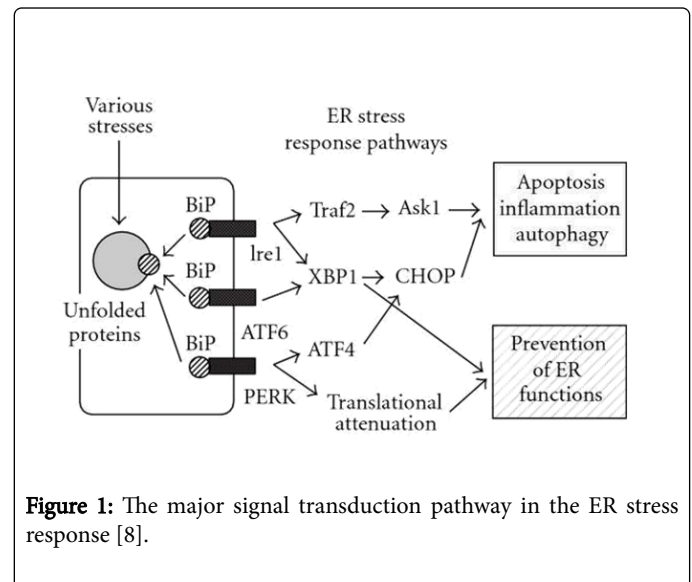 Various
stresses
ER stress
response pathways
BiP
Ire1
Traf2
Ask1
Apoptosis
inflammation
autophagy
BiP
XBP1
CHOP
Unfolded
proteins
ATF6
BiP
ATF4
PERK
Translational
attenuation
Prevention
of ER
functions
Figure 1: The major signal transduction pathway in the ER stress
response [8].